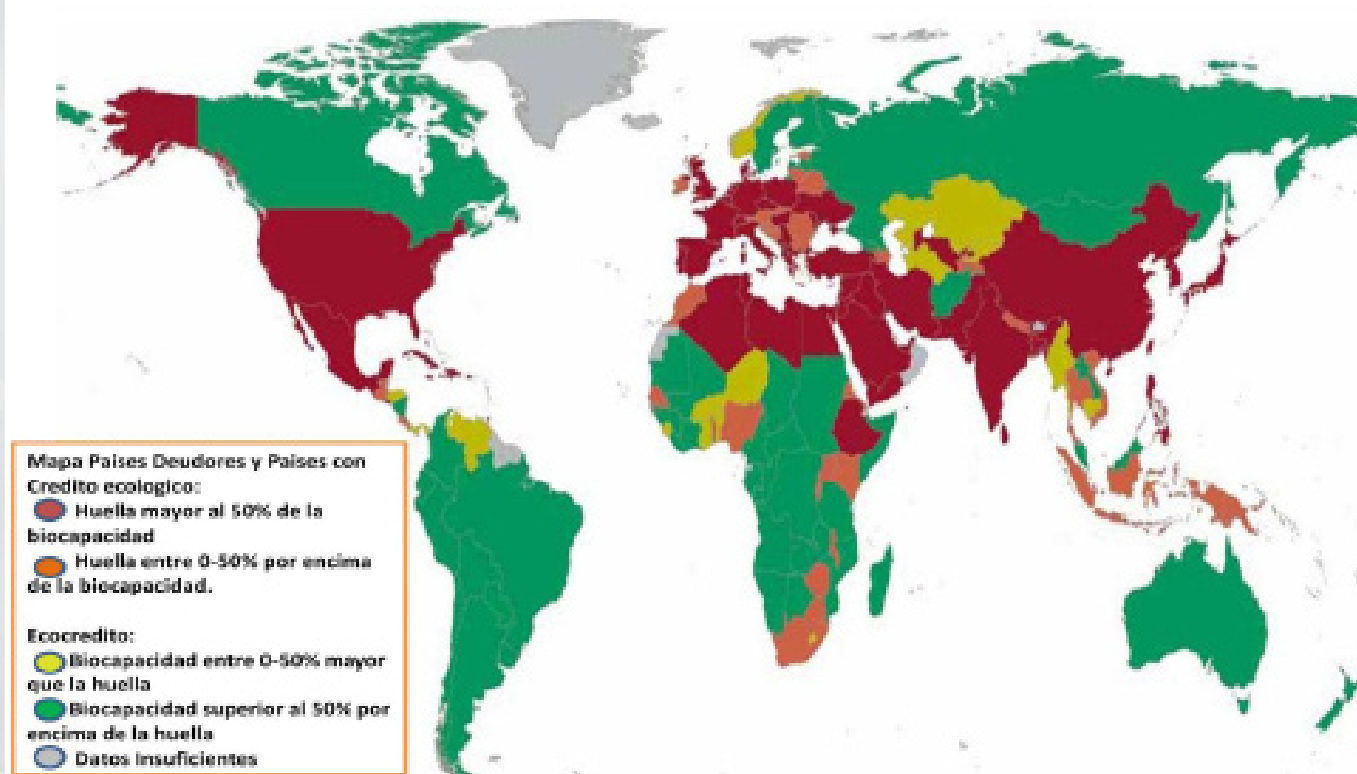 Mapa Paises Deudores y Paises con
Credito ecologico:
Huella mayor al 50% de la
biocapacidad
Huella entre 0-50% por encima
de la biocapacidad.
Ecocredito:
Biocapacidad entre 0-50% mayor
que la huella
Biocapacidad superior al 50% por
encima de la huella
Datos Insuficientes